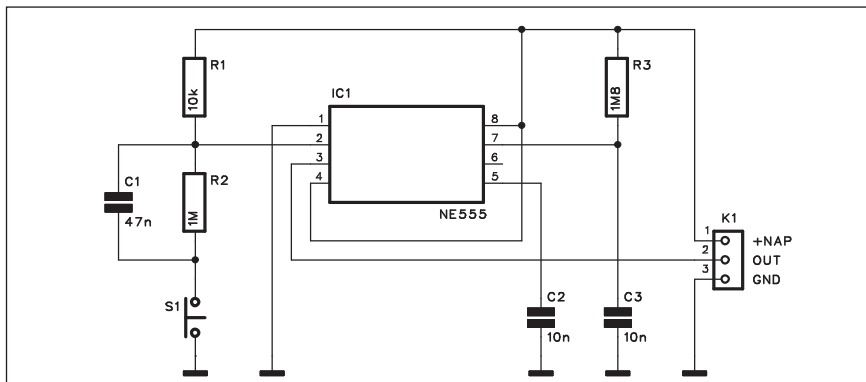 R1
10k
R3
1M8
IC1
1
2
3
4
8
7
6
5
NE555
C1
47n
R2
1M
K1
1
2
3
+NAP
OUT
GND
S1
C2
10n
C3
10n